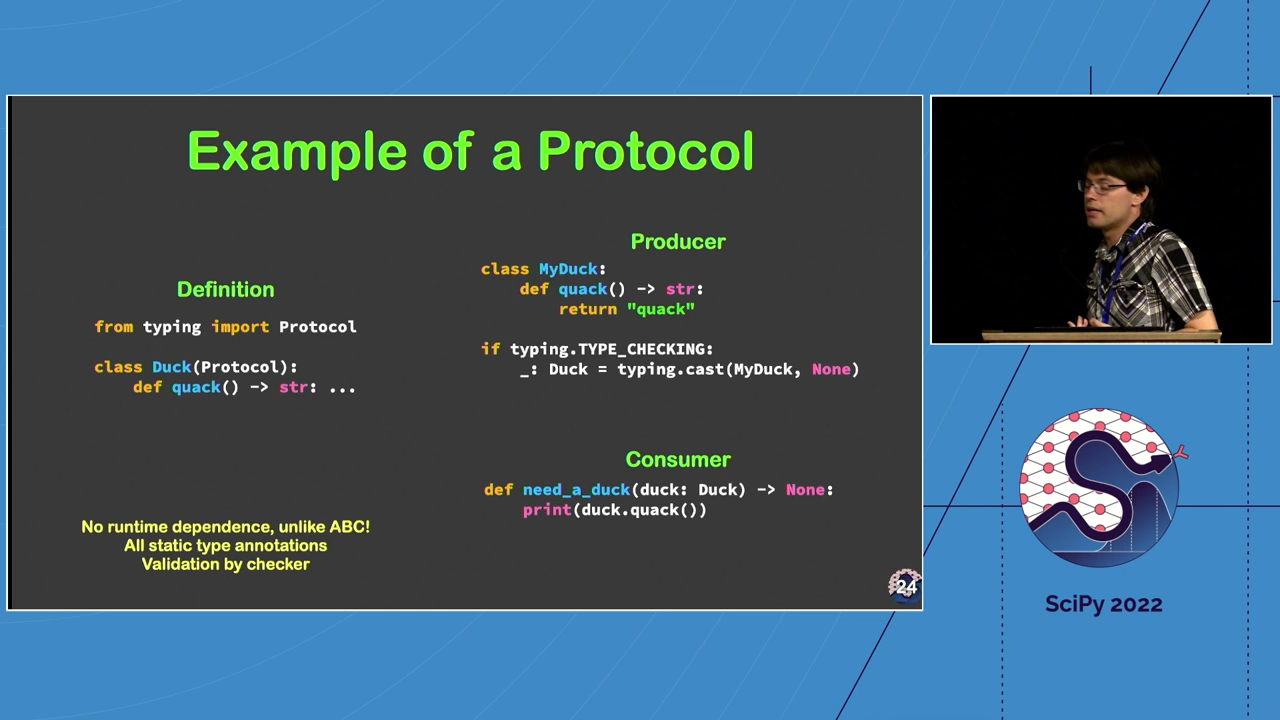 Example of a Protocol
Definition
from typing import Protocol
class Duck(Protocol):
    def quack() -> str: ...
No runtime dependence, unlike ABC!
All static type annotations
Validation by checker
Producer
class MyDuck:
    def quack() -> str:
        return "quack"
if typing.TYPE_CHECKING:
    _: Duck = typing.cast(MyDuck, None)
Consumer
def need_a_duck(duck: Duck) -> None:
    print(duck.quack())
24
SciPy 2022